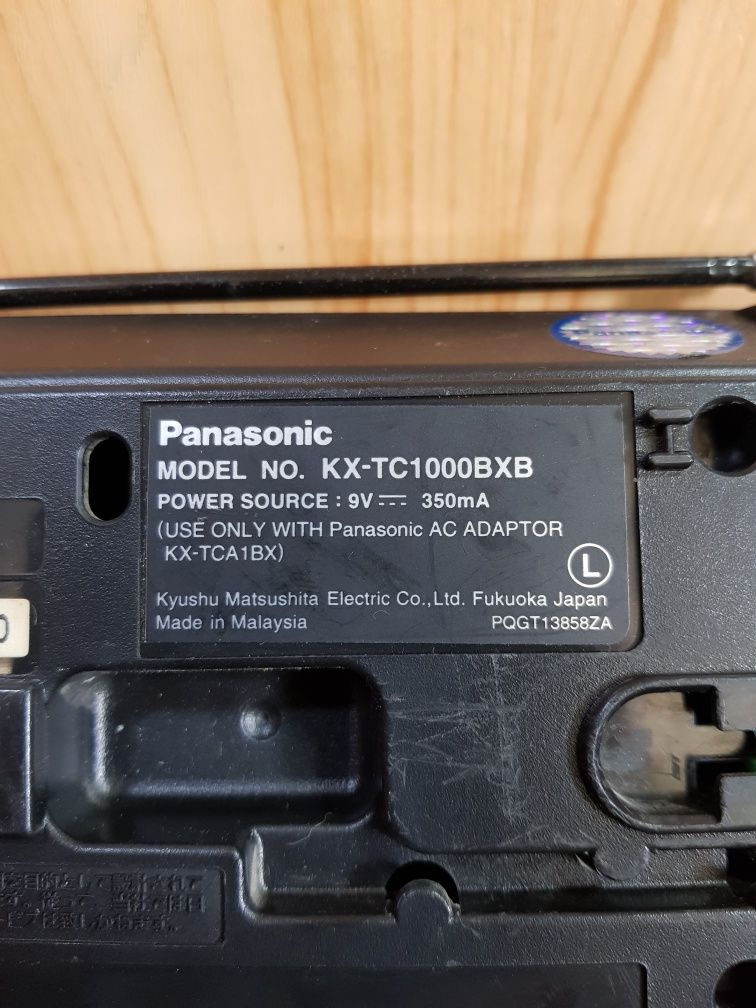 Panasonic
MODEL NO. KX-TC1000BXB
POWER SOURCE : 9V ⎓ 350mA
(USE ONLY WITH Panasonic AC ADAPTOR
KX-TCA1BX)
L
Kyushu Matsushita Electric Co.,Ltd. Fukuoka Japan
Made in Malaysia PQGT13858ZA
0